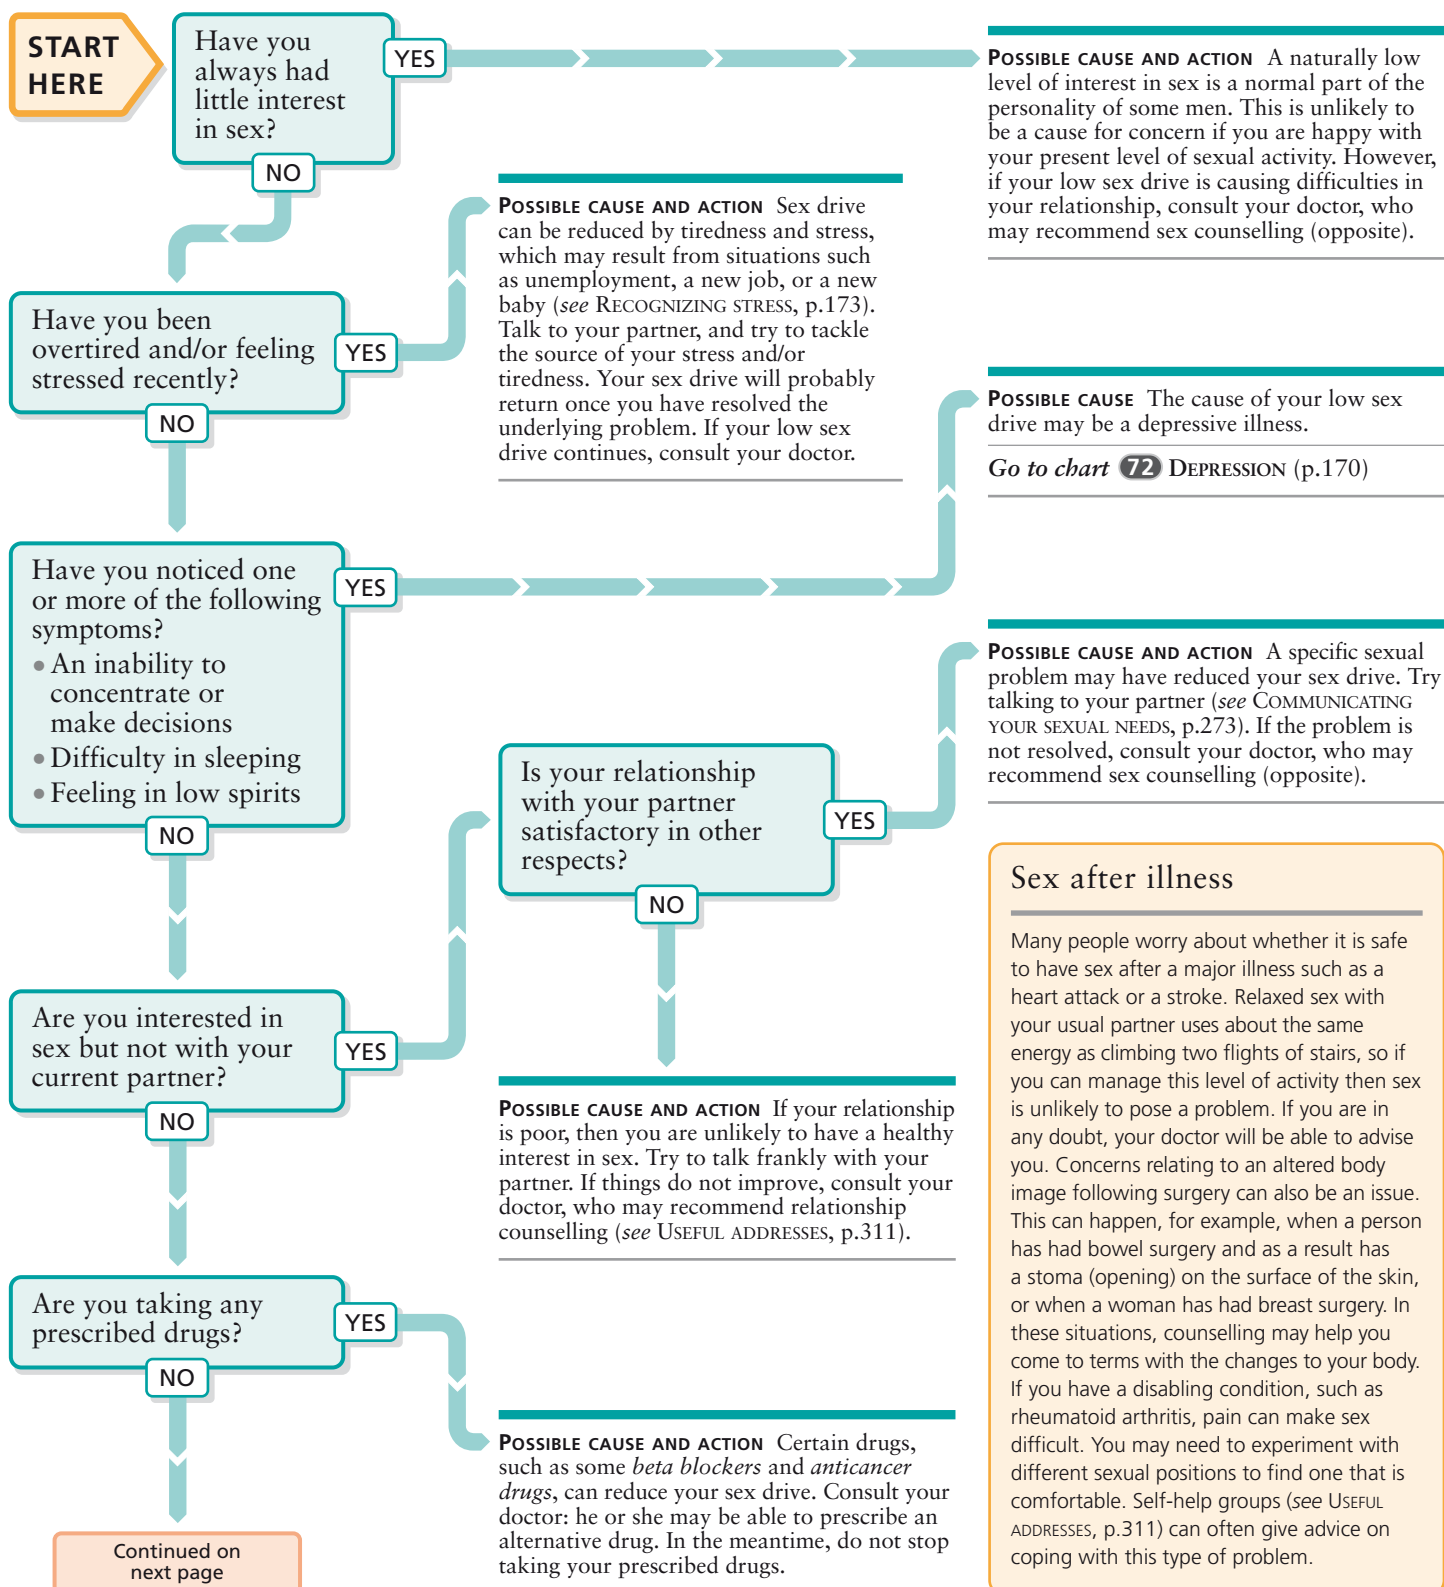 START
HERE
Have you
always had
little interest
in sex?
YES
NO
POSSIBLE CAUSE AND ACTION A naturally low
level of interest in sex is a normal part of the
personality of some men. This is unlikely to
be a cause for concern if you are happy with
your present level of sexual activity. However,
if your low sex drive is causing difficulties in
your relationship, consult your doctor, who
may recommend sex counselling (opposite).
Have you been
overtired and/or feeling
stressed recently?
YES
NO
POSSIBLE CAUSE AND ACTION Sex drive
can be reduced by tiredness and stress,
which may result from situations such
as unemployment, a new job, or a new
baby (see RECOGNIZING STRESS, p.173).
Talk to your partner, and try to tackle
the source of your stress and/or
tiredness. Your sex drive will probably
return once you have resolved the
underlying problem. If your low sex
drive continues, consult your doctor.
Have you noticed one
or more of the following
symptoms?
• An inability to
concentrate or
make decisions
• Difficulty in sleeping
• Feeling in low spirits
YES
NO
POSSIBLE CAUSE The cause of your low sex
drive may be a depressive illness.
Go to chart 72 DEPRESSION (p.170)
Are you interested in
sex but not with your
current partner?
YES
NO
Is your relationship
with your partner
satisfactory in other
respects?
YES
NO
POSSIBLE CAUSE AND ACTION A specific sexual
problem may have reduced your sex drive. Try
talking to your partner (see COMMUNICATING
YOUR SEXUAL NEEDS, p.273). If the problem is
not resolved, consult your doctor, who may
recommend sex counselling (opposite).
POSSIBLE CAUSE AND ACTION If your relationship
is poor, then you are unlikely to have a healthy
interest in sex. Try to talk frankly with your
partner. If things do not improve, consult your
doctor, who may recommend relationship
counselling (see USEFUL ADDRESSES, p.311).
Are you taking any
prescribed drugs?
YES
NO
POSSIBLE CAUSE AND ACTION Certain drugs,
such as some beta blockers and anticancer
drugs, can reduce your sex drive. Consult your
doctor: he or she may be able to prescribe an
alternative drug. In the meantime, do not stop
taking your prescribed drugs.
Continued on
next page
Sex after illness
Many people worry about whether it is safe
to have sex after a major illness such as a
heart attack or a stroke. Relaxed sex with
your usual partner uses about the same
energy as climbing two flights of stairs, so if
you can manage this level of activity then sex
is unlikely to pose a problem. If you are in
any doubt, your doctor will be able to advise
you. Concerns relating to an altered body
image following surgery can also be an issue.
This can happen, for example, when a person
has had bowel surgery and as a result has
a stoma (opening) on the surface of the skin,
or when a woman has had breast surgery. In
these situations, counselling may help you
come to terms with the changes to your body.
If you have a disabling condition, such as
rheumatoid arthritis, pain can make sex
difficult. You may need to experiment with
different sexual positions to find one that is
comfortable. Self-help groups (see USEFUL
ADDRESSES, p.311) can often give advice on
coping with this type of problem.